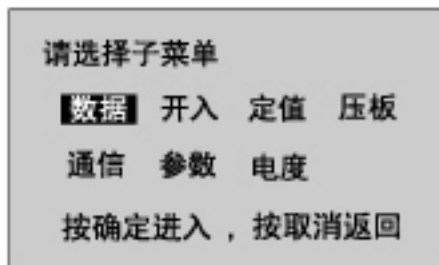 请选择子菜单
数据 开入 定值 压板
通信 参数 电度
按确定进入，按取消返回